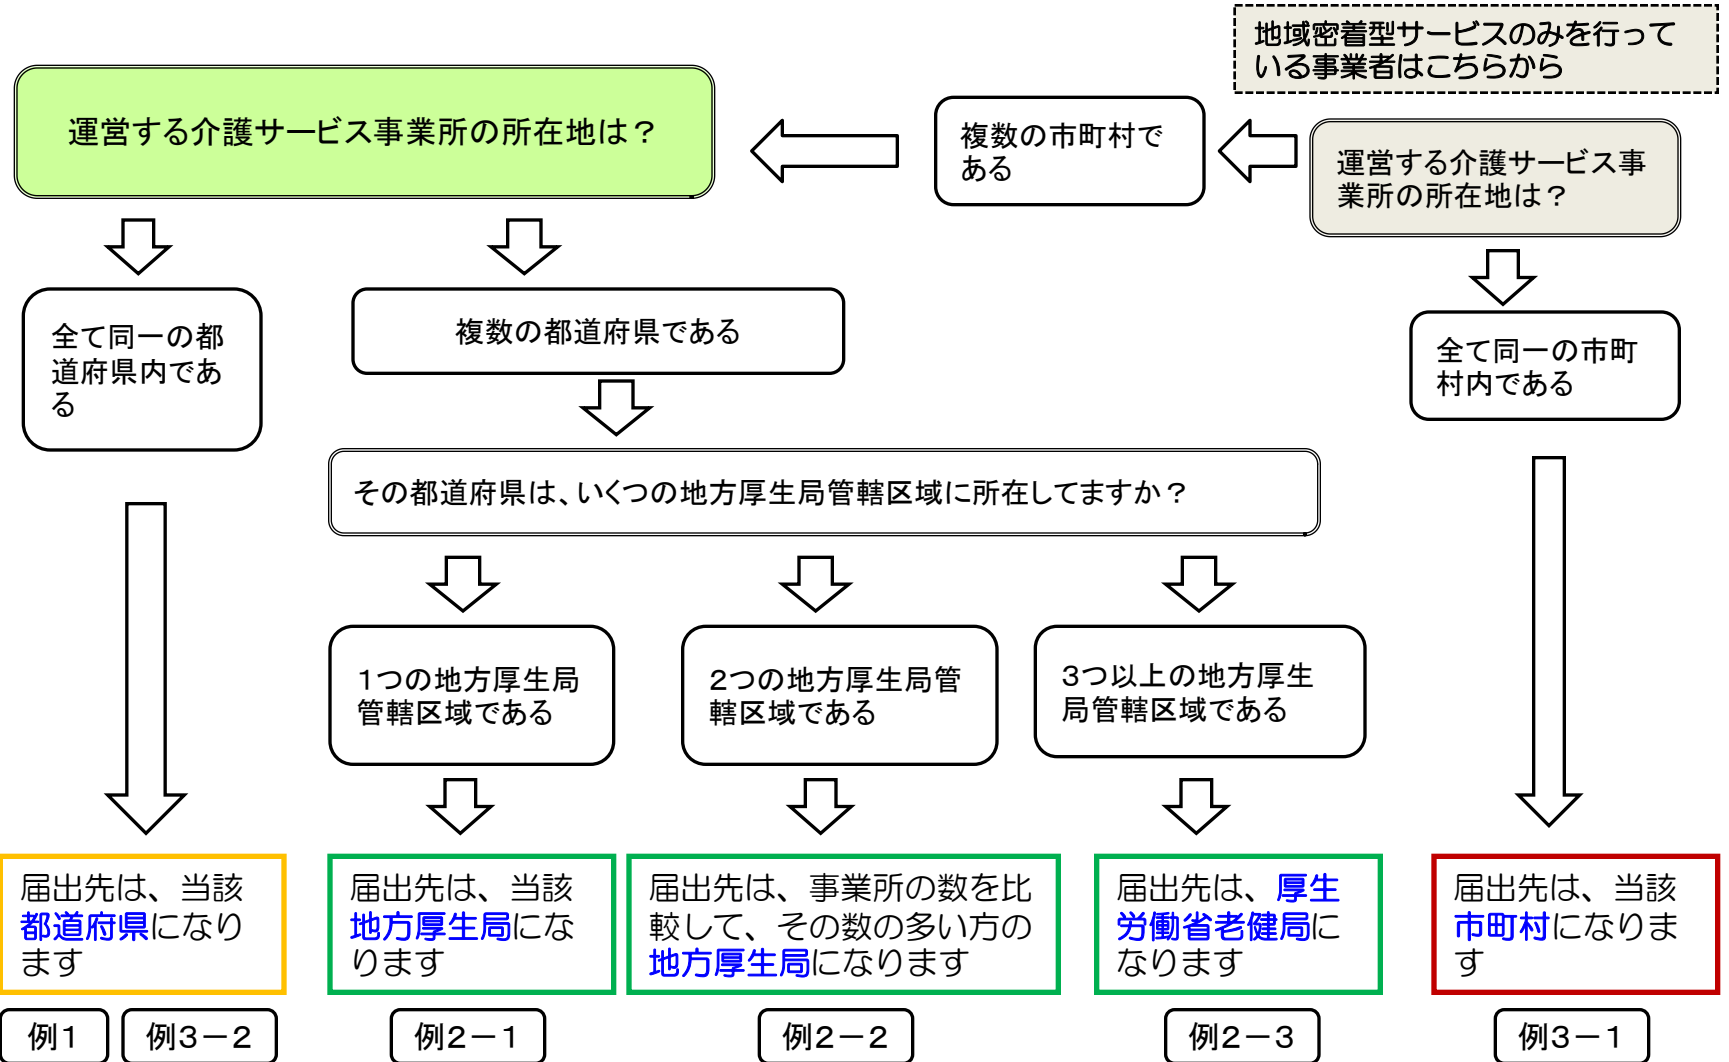 地域密着型サービスのみを行って
いる事業者はこちらから
運営する介護サービス事業所の所在地は？
複数の市町村で
ある
運営する介護サービス事
業所の所在地は？
全て同一の都
道府県内であ
る
複数の都道府県である
全て同一の市町
村内である
その都道府県は、いくつの地方厚生局管轄区域に所在してますか？
1つの地方厚生局
管轄区域である
2つの地方厚生局管
轄区域である
3つ以上の地方厚生
局管轄区域である
届出先は、当該
都道府県になり
ます
届出先は、当該
地方厚生局にな
ります
届出先は、事業所の数を比
較して、その数の多い方の
地方厚生局になります
届出先は、厚生
労働省老健局に
なります
届出先は、当該
市町村になりま
す
例1
例3－2
例2－1
例2－2
例2－3
例3－1